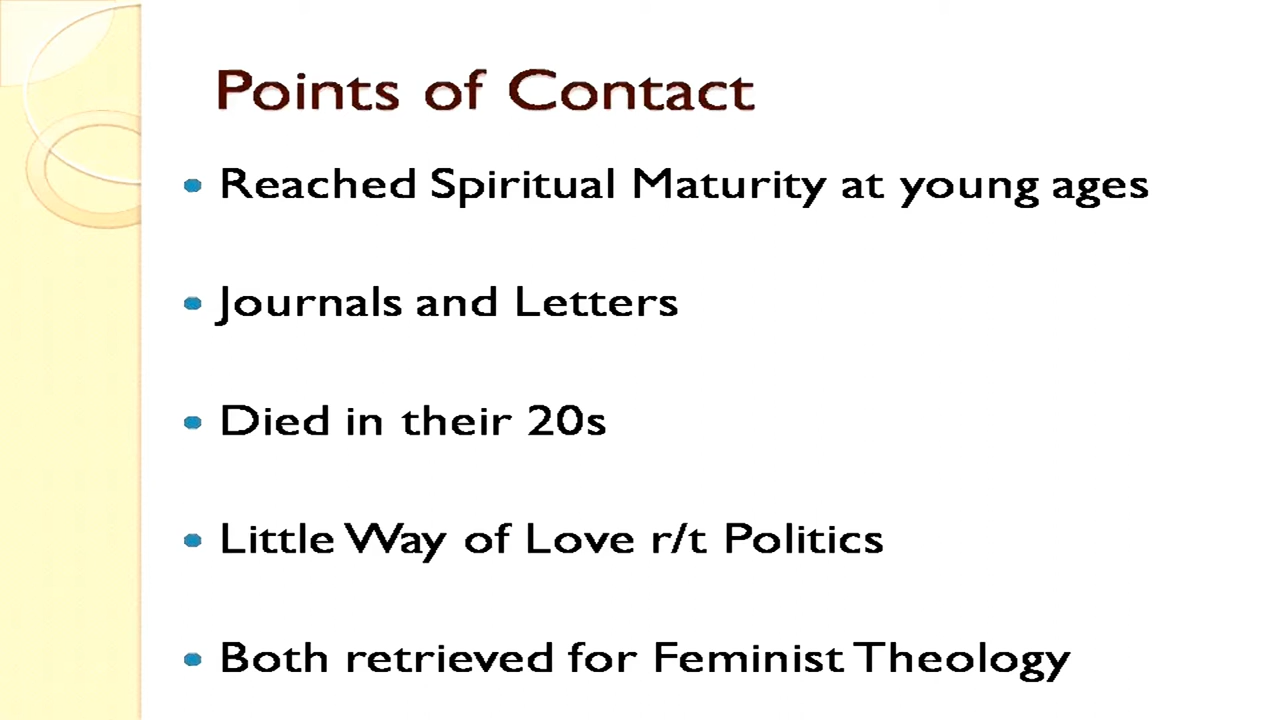 Points of Contact
Reached Spiritual Maturity at young ages
Journals and Letters
Died in their 20s
Little Way of Love r/t Politics
Both retrieved for Feminist Theology